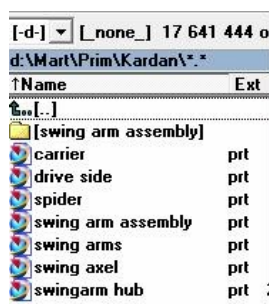 [-d-] [_none_] 17 641 444 o
d:\Mart\Prim\Kardan\*.*
↑Name Ext
[..]
[swing arm assembly]
carrier prt
drive side prt
spider prt
swing arm assembly prt
swing arms prt
swing axel prt
swingarm hub prt